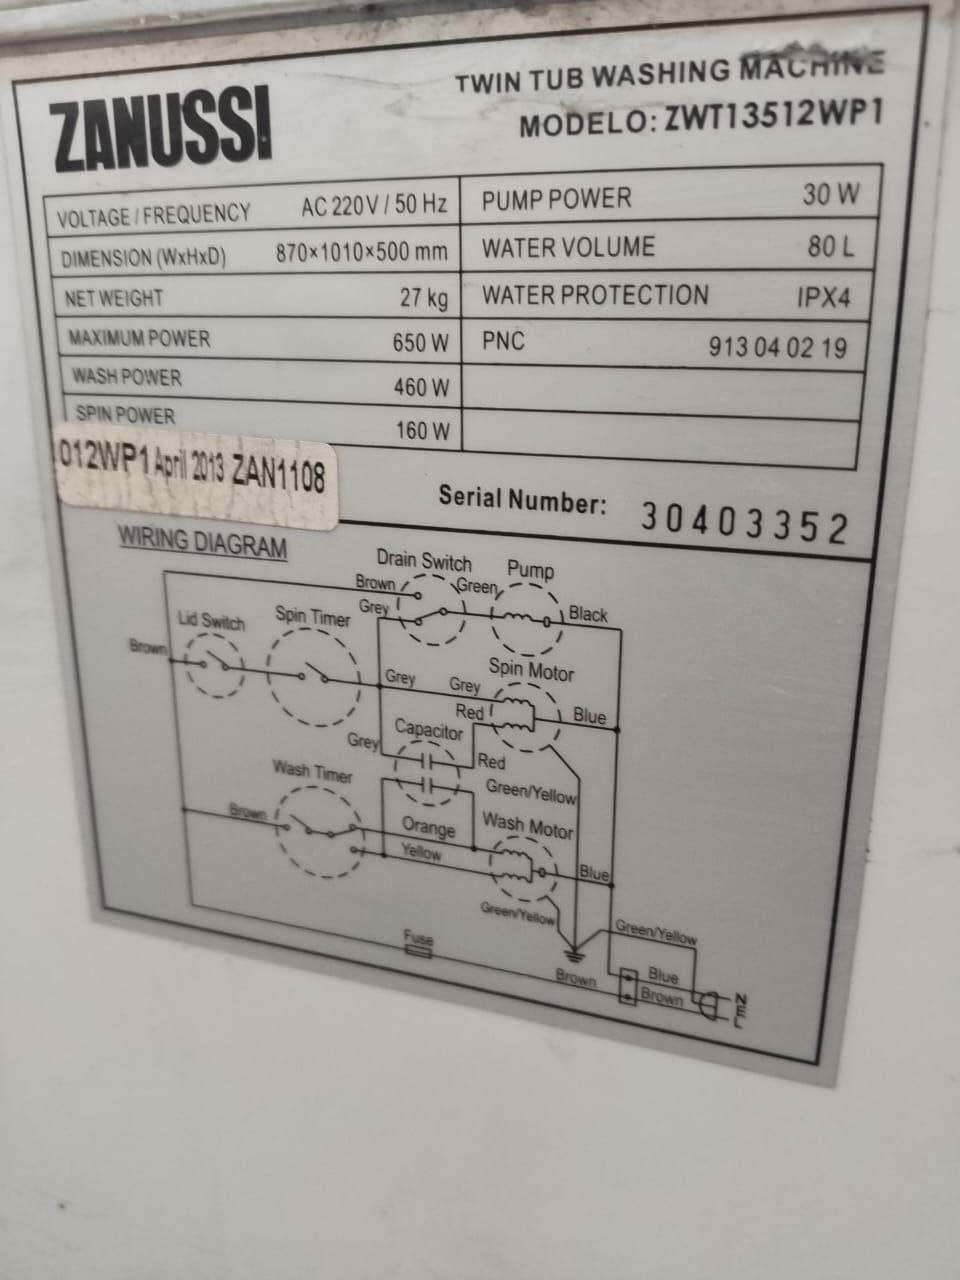 ZANUSSI
TWIN TUB WASHING MACHINE
MODELO: ZWT13512WP1
VOLTAGE / FREQUENCY AC 220V / 50 Hz
DIMENSION (WxHxD) 870×1010×500 mm
NET WEIGHT 27 kg
MAXIMUM POWER 650 W
WASH POWER 460 W
SPIN POWER 160 W
PUMP POWER 30 W
WATER VOLUME 80 L
WATER PROTECTION IPX4
PNC 913 04 02 19
012WP1 April 2013 ZAN1108
Serial Number: 30403352
WIRING DIAGRAM
Drain Switch
Pump
Brown
Green
Grey
Black
Lid Switch
Spin Timer
Spin Motor
Brown
Grey
Grey
Red
Blue
Capacitor
Grey
Red
Wash Timer
Green/Yellow
Brown
Orange
Wash Motor
Yellow
Blue
Green/Yellow
Green/Yellow
Fuse
Brown
Blue
Brown
N
E
L